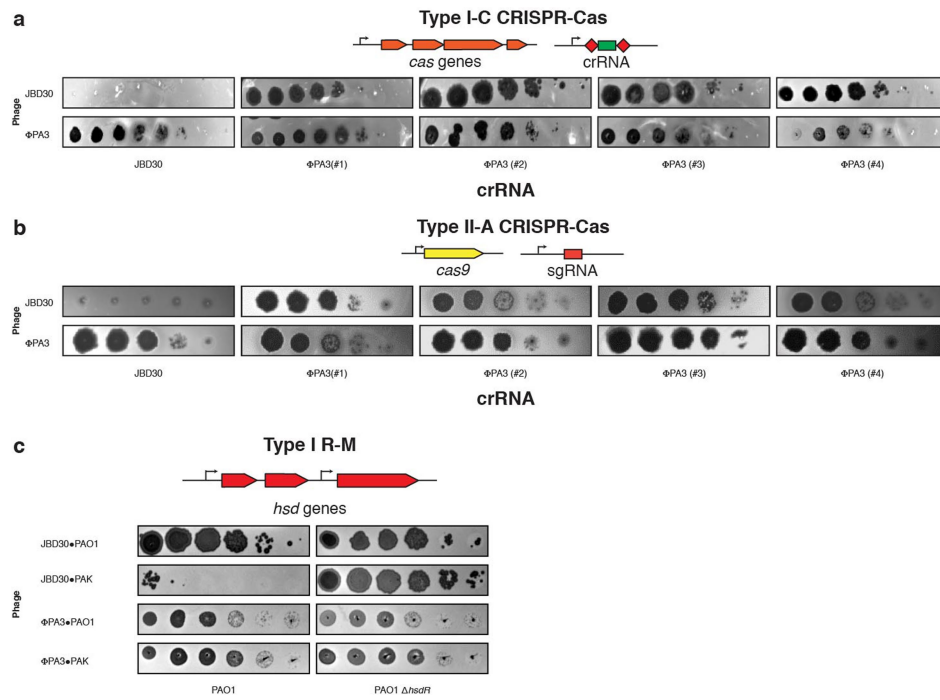 a
Type I-C CRISPR-Cas
cas genes
crRNA
Phage
JBD30
ΦPA3
JBD30
ΦPA3(#1)
ΦPA3 (#2)
ΦPA3 (#3)
ΦPA3 (#4)
crRNA
b
Type II-A CRISPR-Cas
cas9
sgRNA
Phage
JBD30
ΦPA3
JBD30
ΦPA3(#1)
ΦPA3 (#2)
ΦPA3 (#3)
ΦPA3 (#4)
crRNA
c
Type I R-M
hsd genes
Phage
JBD30●PAO1
JBD30●PAK
ΦPA3●PAO1
ΦPA3●PAK
PAO1
PAO1 ΔhsdR